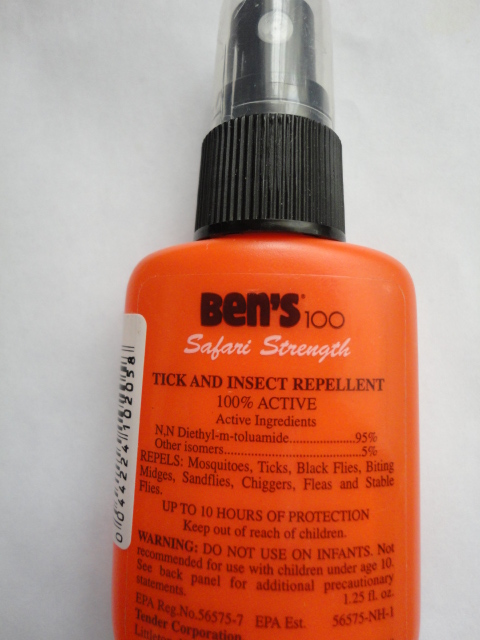 Ben's® 100
Safari Strength
TICK AND INSECT REPELLENT
100% ACTIVE
Active Ingredients
N,N Diethyl-m-toluamide......................95%
Other isomers........................................5%
REPELS: Mosquitoes, Ticks, Black Flies, Biting
Midges, Sandflies, Chiggers, Fleas and Stable
Flies.
UP TO 10 HOURS OF PROTECTION
Keep out of reach of children.
WARNING: DO NOT USE ON INFANTS. Not
recommended for use with children under age 10.
See back panel for additional precautionary
statements. 1.25 fl. oz.
EPA Reg.No.56575-7 EPA Est. 56575-NH-1
Tender Corporation
0 44224 102058